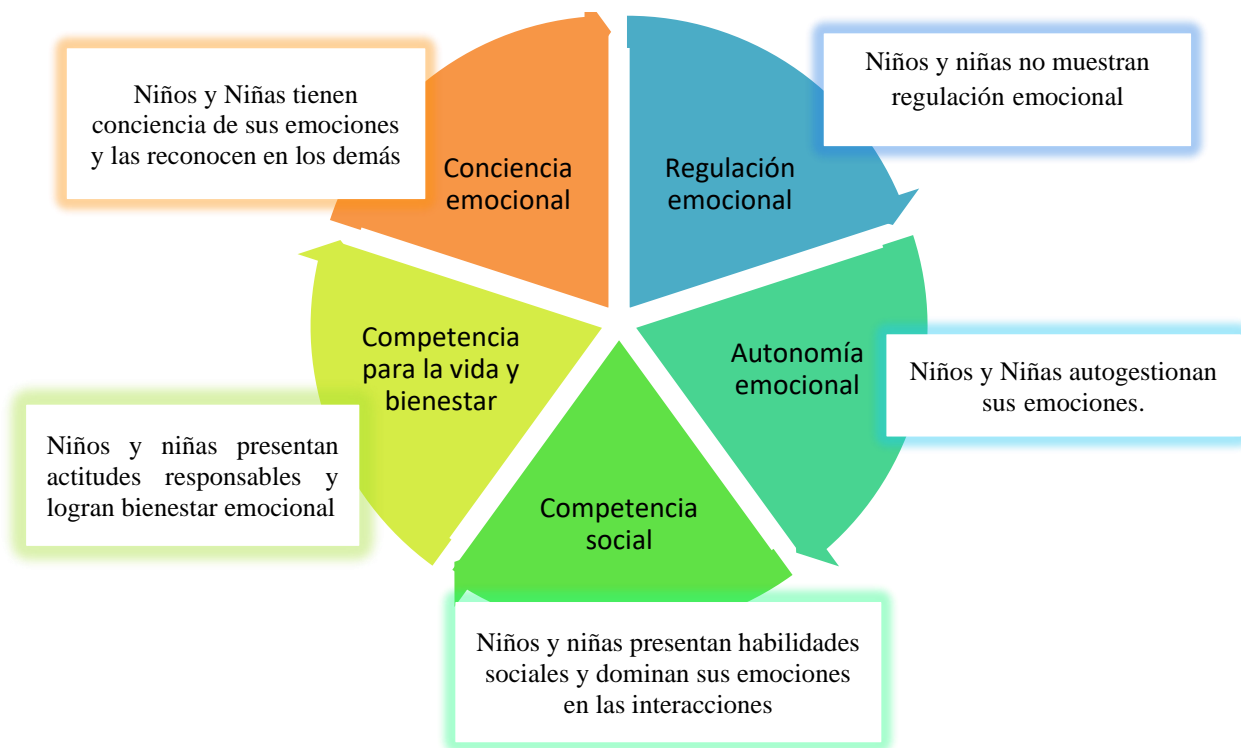 Niños y Niñas tienen
conciencia de sus emociones
y las reconocen en los demás
Conciencia
emocional
Regulación
emocional
Niños y niñas no muestran
regulación emocional
Autonomía
emocional
Niños y Niñas autogestionan
sus emociones.
Competencia
social
Niños y niñas presentan habilidades
sociales y dominan sus emociones
en las interacciones
Competencia
para la vida y
bienestar
Niños y niñas presentan
actitudes responsables y
logran bienestar emocional